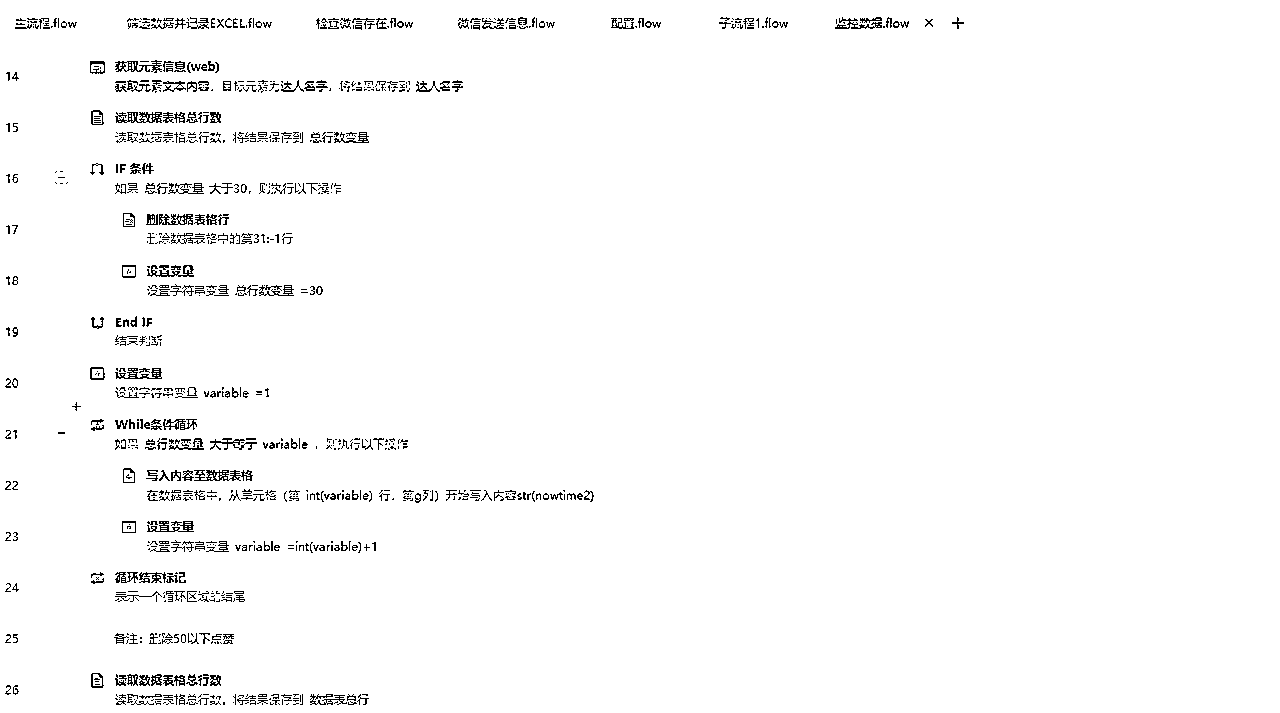 主流程.flow 筛选数据并记录EXCEL.flow 检立微信存在.flow 微信发送信息.flow 配置.flow 子流程1.flow 监控数据.flow × +
14 获取元素信息(web)
获取元素文本内容，目标元素为达人名字，将结果保存到 达人名字
15 读取数据表格总行数
读取数据表格总行数，将结果保存到 总行数变量
16 IF 条件
如果 总行数变量 大于30，则执行以下操作
17 删除数据表格行
删除数据表格中的第31:-1行
18 设置变量
设置字符串变量 总行数变量 =30
19 End IF
结束判断
20 设置变量
设置字符串变量 variable =1
21 While条件循环
如果 总行数变量 大于等于 variable ，则执行以下操作
22 写入内容至数据表格
在数据表格中，从单元格（第 int(variable) 行，第g列）开始写入内容str(nowtime2)
23 设置变量
设置字符串变量 variable =int(variable)+1
24 循环结束标记
表示一个循环区域的结尾
25 备注：删除50以下点赞
26 读取数据表格总行数
读取数据表格总行数，将结果保存到 数据表总行